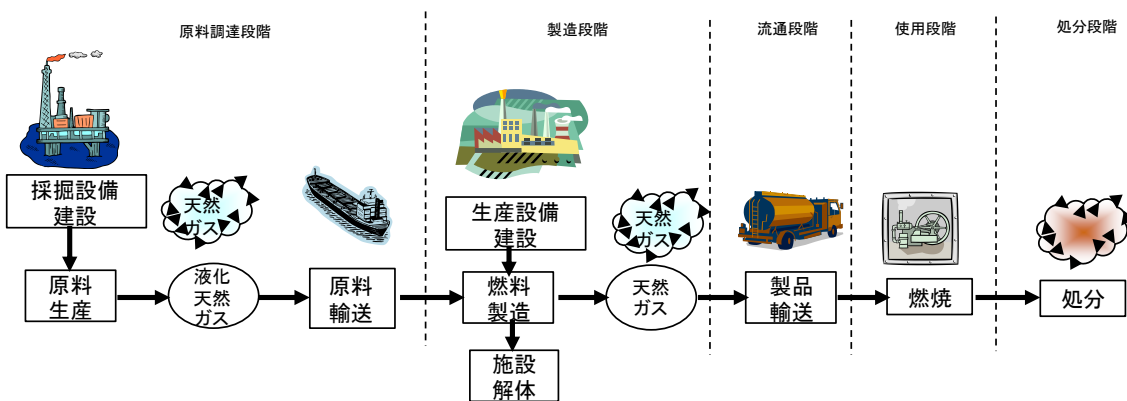 原料調達段階
製造段階
流通段階
使用段階
処分段階
採掘設備
建設
天然
ガス
生産設備
建設
天然
ガス
原料
生産
液化
天然
ガス
原料
輸送
燃料
製造
天然
ガス
製品
輸送
燃焼
処分
施設
解体